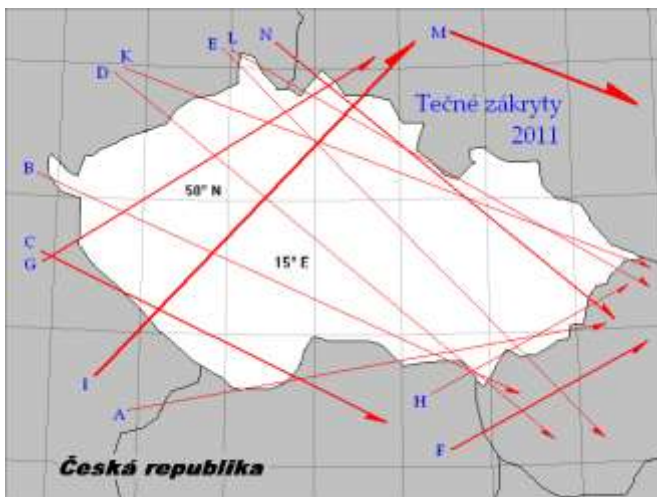 L N M
K E
D
Tečné zákryty
2011
B
50° N
C
G
15° E
I
A
H
F
Česká republika